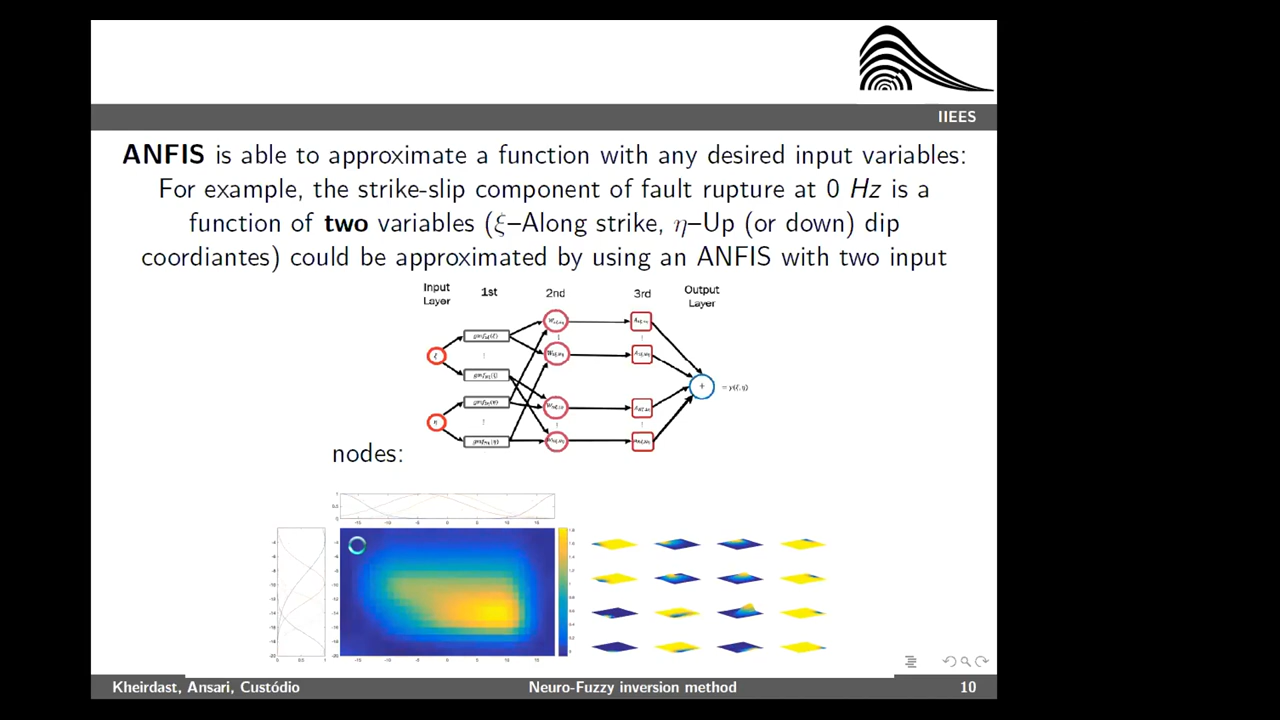 IIEES
ANFIS is able to approximate a function with any desired input variables:
For example, the strike-slip component of fault rupture at 0 Hz is a
function of two variables (ξ–Along strike, η–Up (or down) dip
coordiantes) could be approximated by using an ANFIS with two input
Input Layer 1st 2nd 3rd Output Layer
ξ
η
+ = y(ξ, η)
nodes:
Kheirdast, Ansari, Custódio Neuro-Fuzzy inversion method 10